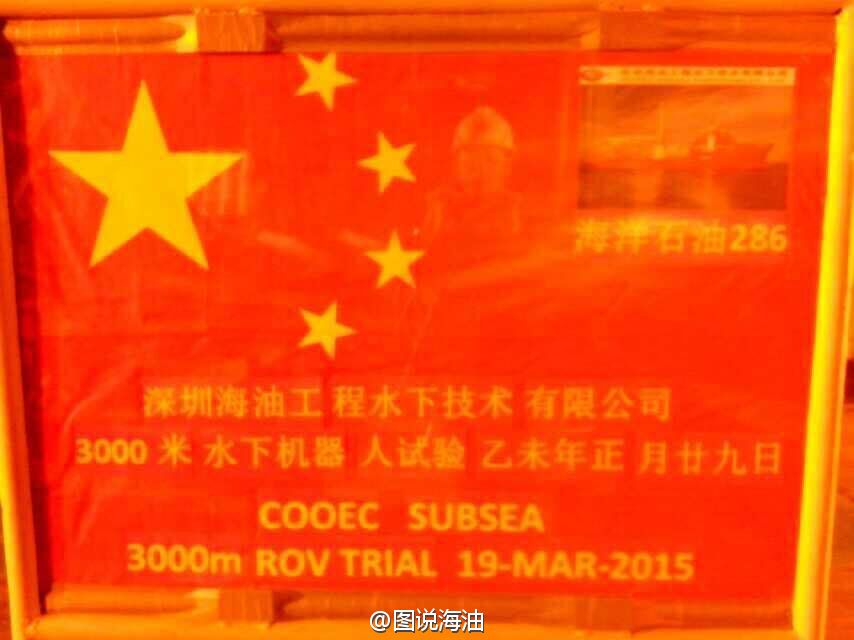 海洋石油286
深圳海油工程水下技术有限公司
3000米水下机器人试验 乙未年正月廿九日
COOEC SUBSEA
3000m ROV TRIAL 19-MAR-2015
@图说海油